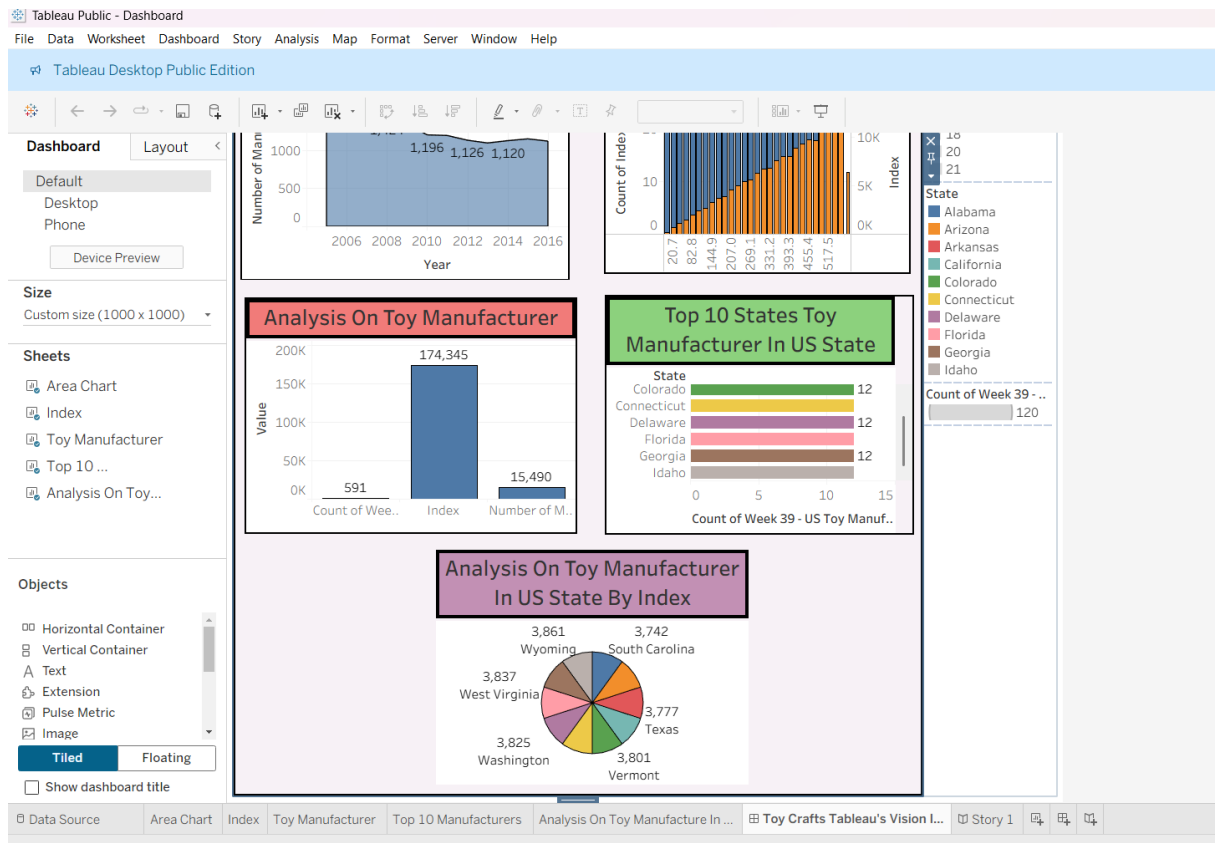 Tableau Public - Dashboard
File Data Worksheet Dashboard Story Analysis Map Format Server Window Help
Tableau Desktop Public Edition
Dashboard
Layout
Default
Desktop
Phone
Device Preview
Size
Custom size (1000 x 1000)
Sheets
Area Chart
Index
Toy Manufacturer
Top 10 ...
Analysis On Toy...
Objects
Horizontal Container
Vertical Container
Text
Extension
Pulse Metric
Image
Tiled
Floating
Show dashboard title
1,196
1,126
1,120
1000
500
0
2006 2008 2010 2012 2014 2016
Year
Count of Index
10
0
10K
5K
0K
Index
20.7
82.8
144.9
207.0
269.1
331.2
393.3
455.4
517.5
18
20
21
State
Alabama
Arizona
Arkansas
California
Colorado
Connecticut
Delaware
Florida
Georgia
Idaho
Count of Week 39 - ..
120
Analysis On Toy Manufacturer
200K
150K
100K
50K
0K
Value
591
174,345
15,490
Count of Wee..
Index
Number of M..
Top 10 States Toy
Manufacturer In US State
State
Colorado 12
Connecticut
Delaware 12
Florida
Georgia 12
Idaho
0 5 10 15
Count of Week 39 - US Toy Manuf..
Analysis On Toy Manufacturer
In US State By Index
3,861
Wyoming
3,742
South Carolina
3,837
West Virginia
3,777
Texas
3,825
Washington
3,801
Vermont
Data Source
Area Chart
Index
Toy Manufacturer
Top 10 Manufacturers
Analysis On Toy Manufacture In ...
Toy Crafts Tableau's Vision I...
Story 1